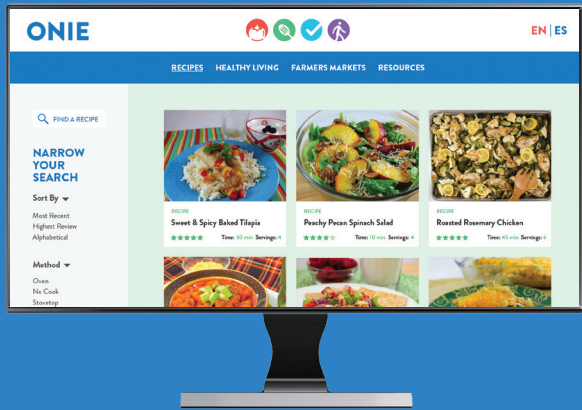 ONIE
EN | ES
RECIPES HEALTHY LIVING FARMERS MARKETS RESOURCES
FIND A RECIPE
NARROW
YOUR
SEARCH
Sort By
Most Recent
Highest Review
Alphabetical
Method
Oven
No Cook
Stovetop
RECIPE
Sweet & Spicy Baked Tilapia
Time: 30 min Servings: 4
RECIPE
Peachy Pecan Spinach Salad
Time: 10 min Servings: 4
RECIPE
Roasted Rosemary Chicken
Time: 45 min Servings: 6